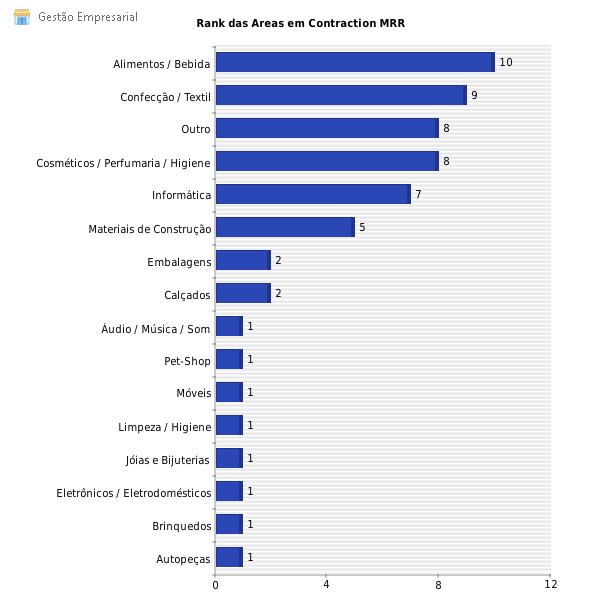 Gestão Empresarial
Rank das Areas em Contraction MRR
Alimentos / Bebida 10
Confecção / Textil 9
Outro 8
Cosméticos / Perfumaria / Higiene 8
Informática 7
Materiais de Construção 5
Embalagens 2
Calçados 2
Áudio / Música / Som 1
Pet-Shop 1
Móveis 1
Limpeza / Higiene 1
Jóias e Bijuterias 1
Eletrônicos / Eletrodomésticos 1
Brinquedos 1
Autopeças 1
0 4 8 12